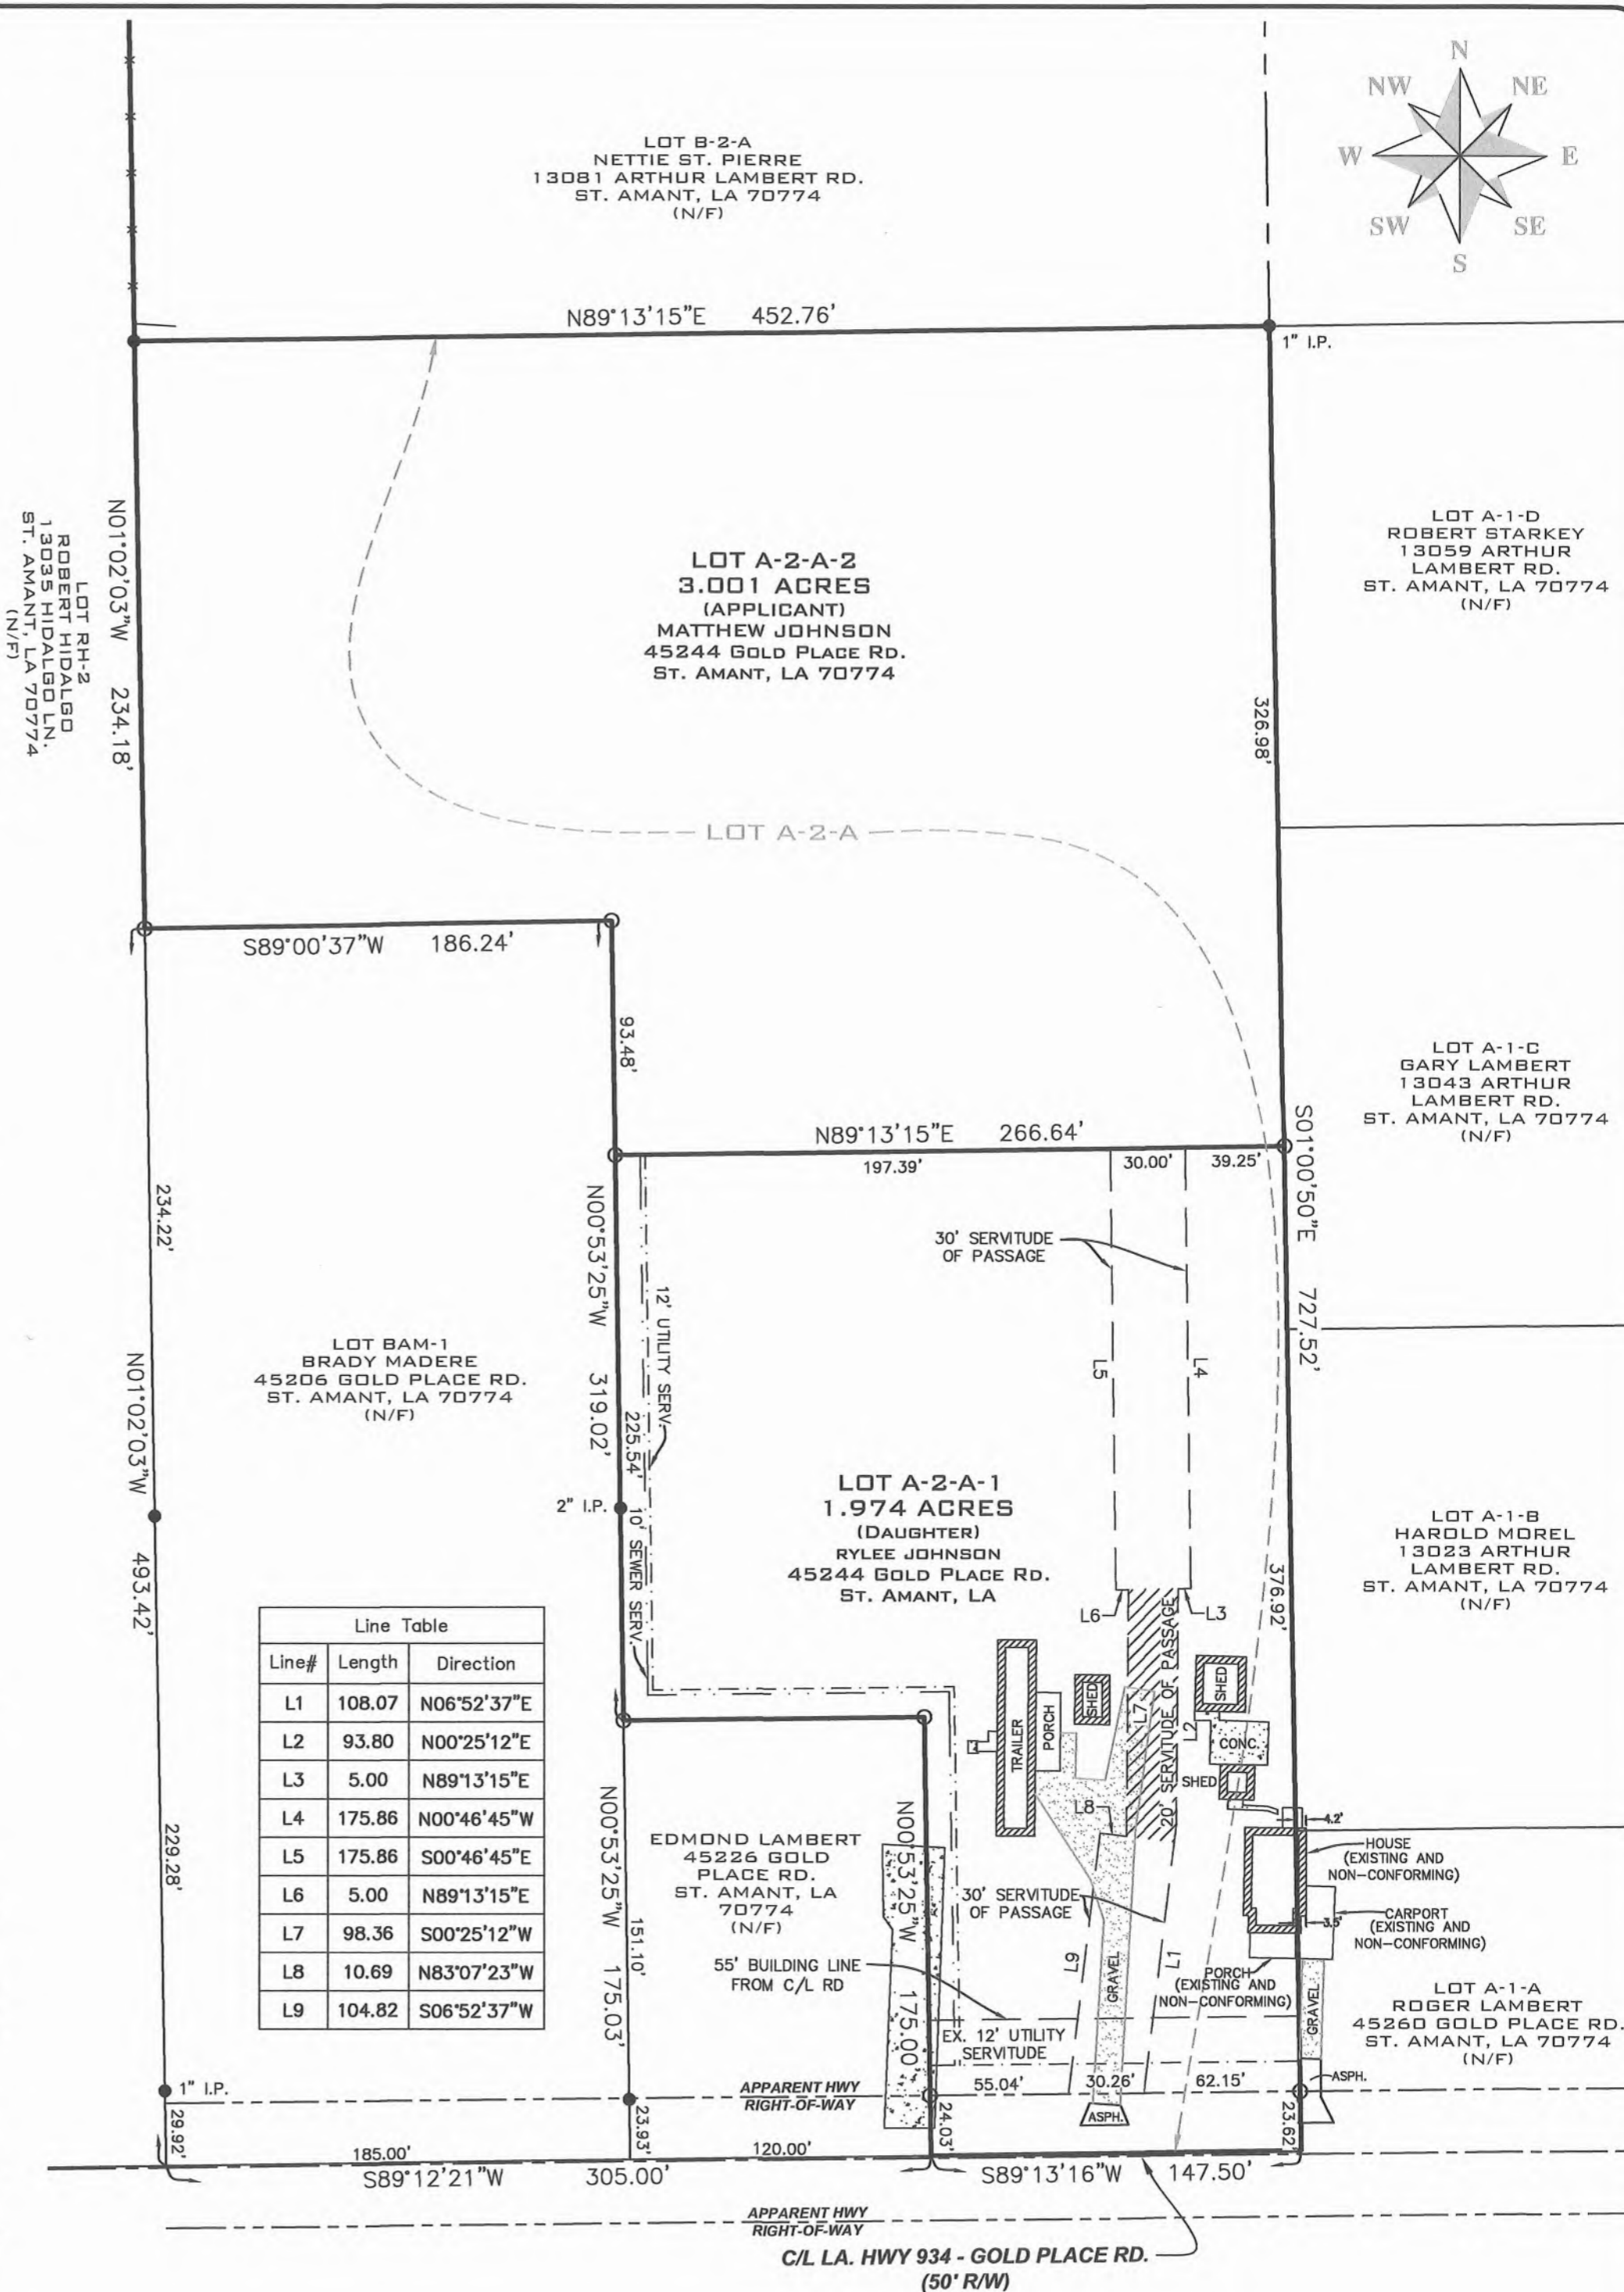 N
NW
NE
W
E
SW
SE
S
LOT B-2-A
NETTIE ST. PIERRE
13081 ARTHUR LAMBERT RD.
ST. AMANT, LA 70774
(N/F)
N89°13'15"E 452.76'
1" I.P.
LOT RH-2
ROBERT HIDALGO
13035 HIDALGO LN.
ST. AMANT, LA 70774
(N/F)
N01°02'03"W 234.18'
LOT A-2-A-2
3.001 ACRES
(APPLICANT)
MATTHEW JOHNSON
45244 GOLD PLACE RD.
ST. AMANT, LA 70774
326.98'
LOT A-1-D
ROBERT STARKEY
13059 ARTHUR
LAMBERT RD.
ST. AMANT, LA 70774
(N/F)
LOT A-2-A
S89°00'37"W 186.24'
93.48'
LOT A-1-C
GARY LAMBERT
13043 ARTHUR
LAMBERT RD.
ST. AMANT, LA 70774
(N/F)
S01°00'50"E 727.52'
N89°13'15"E 266.64'
197.39'
30.00'
39.25'
234.22'
N00°53'25"W 319.02'
30' SERVITUDE
OF PASSAGE
12' UTILITY SERV.
L5
L4
LOT BAM-1
BRADY MADERE
45206 GOLD PLACE RD.
ST. AMANT, LA 70774
(N/F)
N01°02'03"W 493.42'
225.54'
2" I.P.
10' SEWER SERV.
LOT A-2-A-1
1.974 ACRES
(DAUGHTER)
RYLEE JOHNSON
45244 GOLD PLACE RD.
ST. AMANT, LA
376.92'
LOT A-1-B
HAROLD MOREL
13023 ARTHUR
LAMBERT RD.
ST. AMANT, LA 70774
(N/F)
L6
L3
Line Table
Line# Length Direction
L1 108.07 N06°52'37"E
L2 93.80 N00°25'12"E
L3 5.00 N89°13'15"E
L4 175.86 N00°46'45"W
L5 175.86 S00°46'45"E
L6 5.00 N89°13'15"E
L7 98.36 S00°25'12"W
L8 10.69 N83°07'23"W
L9 104.82 S06°52'37"W
TRAILER
PORCH
SHED
L7
20' SERVITUDE OF PASSAGE
L2
SHED
CONC.
SHED
L8
4.2'
HOUSE
(EXISTING AND
NON-CONFORMING)
CARPORT
(EXISTING AND
NON-CONFORMING)
3.5'
PORCH
(EXISTING AND
NON-CONFORMING)
229.28'
EDMOND LAMBERT
45226 GOLD
PLACE RD.
ST. AMANT, LA
70774
(N/F)
N00°53'25"W 175.03'
151.10'
N00°53'25"W 175.00'
30' SERVITUDE
OF PASSAGE
55' BUILDING LINE
FROM C/L RD
L9
GRAVEL
L1
GRAVEL
LOT A-1-A
ROGER LAMBERT
45260 GOLD PLACE RD.
ST. AMANT, LA 70774
(N/F)
EX. 12' UTILITY
SERVITUDE
1" I.P.
APPARENT HWY
RIGHT-OF-WAY
55.04'
30.26'
62.15'
ASPH.
ASPH.
29.92'
23.93'
24.03'
23.62'
185.00'
120.00'
S89°12'21"W 305.00'
S89°13'16"W 147.50'
APPARENT HWY
RIGHT-OF-WAY
C/L LA. HWY 934 - GOLD PLACE RD.
(50' R/W)